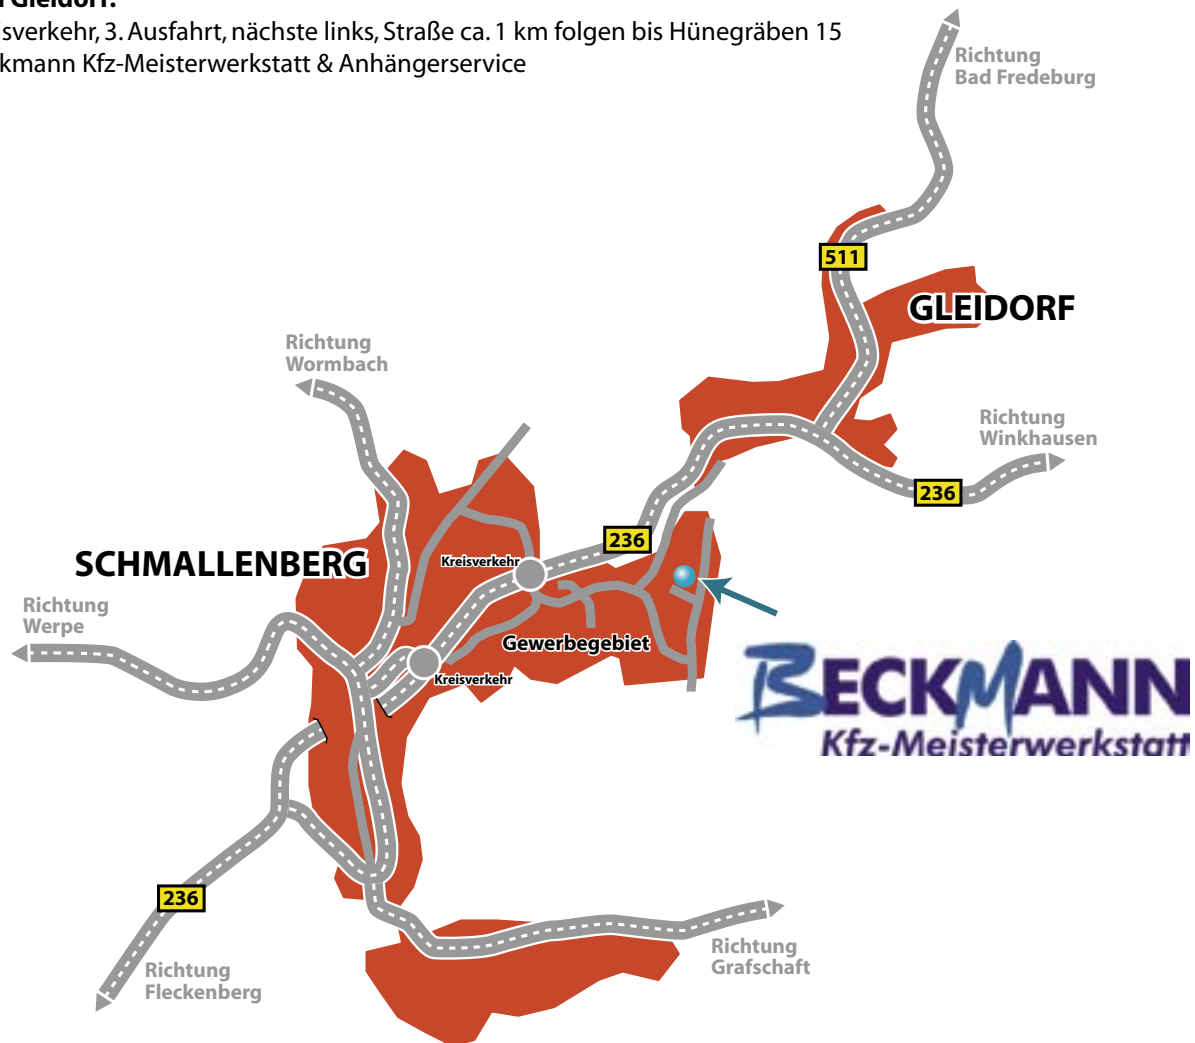 Gleidorf:
3. Ausfahrt, nächste links, Straße ca. 1 km folgen bis Hünegräben 15
Kfz-Meisterwerkstatt & Anhängerservice
Richtung
Bad Fredeburg
511
GLEIDORF
Richtung
Wormbach
Richtung
Winkhausen
236
236
Kreisverkehr
SCHMALLENBERG
Richtung
Werpe
Gewerbegebiet
Kreisverkehr
BECKMANN
Kfz-Meisterwerkstatt
236
Richtung
Grafschaft
Richtung
Fleckenberg